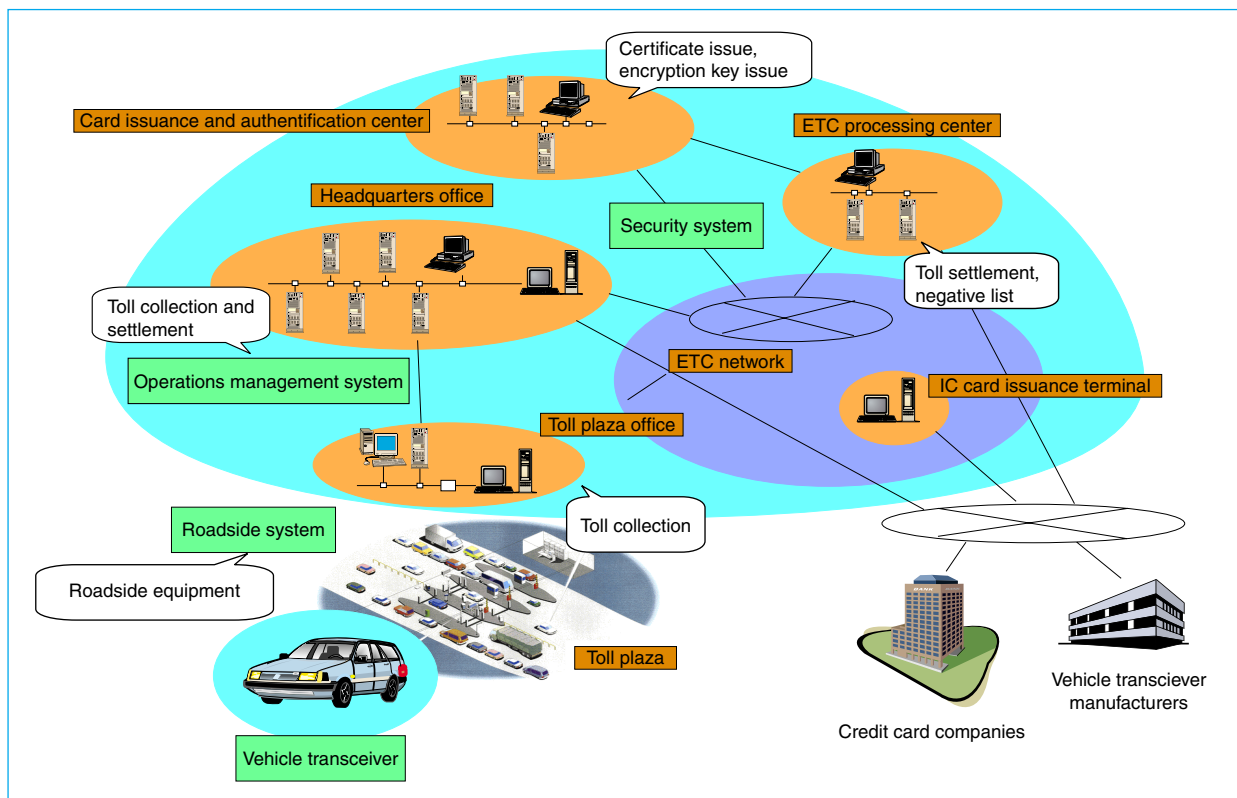 Certificate issue,
encryption key issue
Card issuance and authentification center
ETC processing center
Headquarters office
Security system
Toll settlement,
negative list
Toll collection and
settlement
ETC network
Operations management system
IC card issuance terminal
Toll plaza office
Roadside system
Toll collection
Roadside equipment
BANK
Toll plaza
Vehicle transciever
manufacturers
Credit card companies
Vehicle transceiver